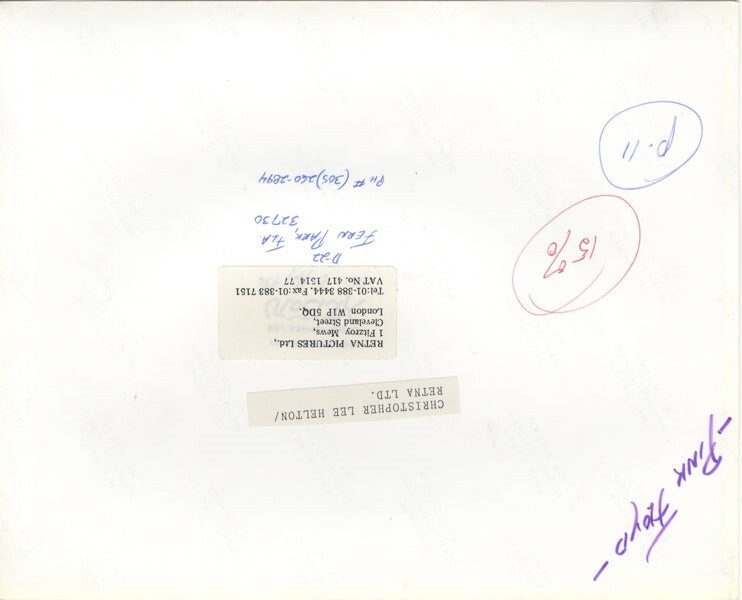 - PINK FLOYD -
CHRISTOPHER LEE HELTON/
RETNA LTD.
RETNA PICTURES Ltd.,
1 Fitzroy Mews,
Cleveland Street,
London W1P 5DQ.
Tel:01-388 3444. Fax:01-383 7151
VAT No. 417 1514 77
D-22
FERN PARK, FLA.
32730
PH # (305) 260-2894
15%
P-11